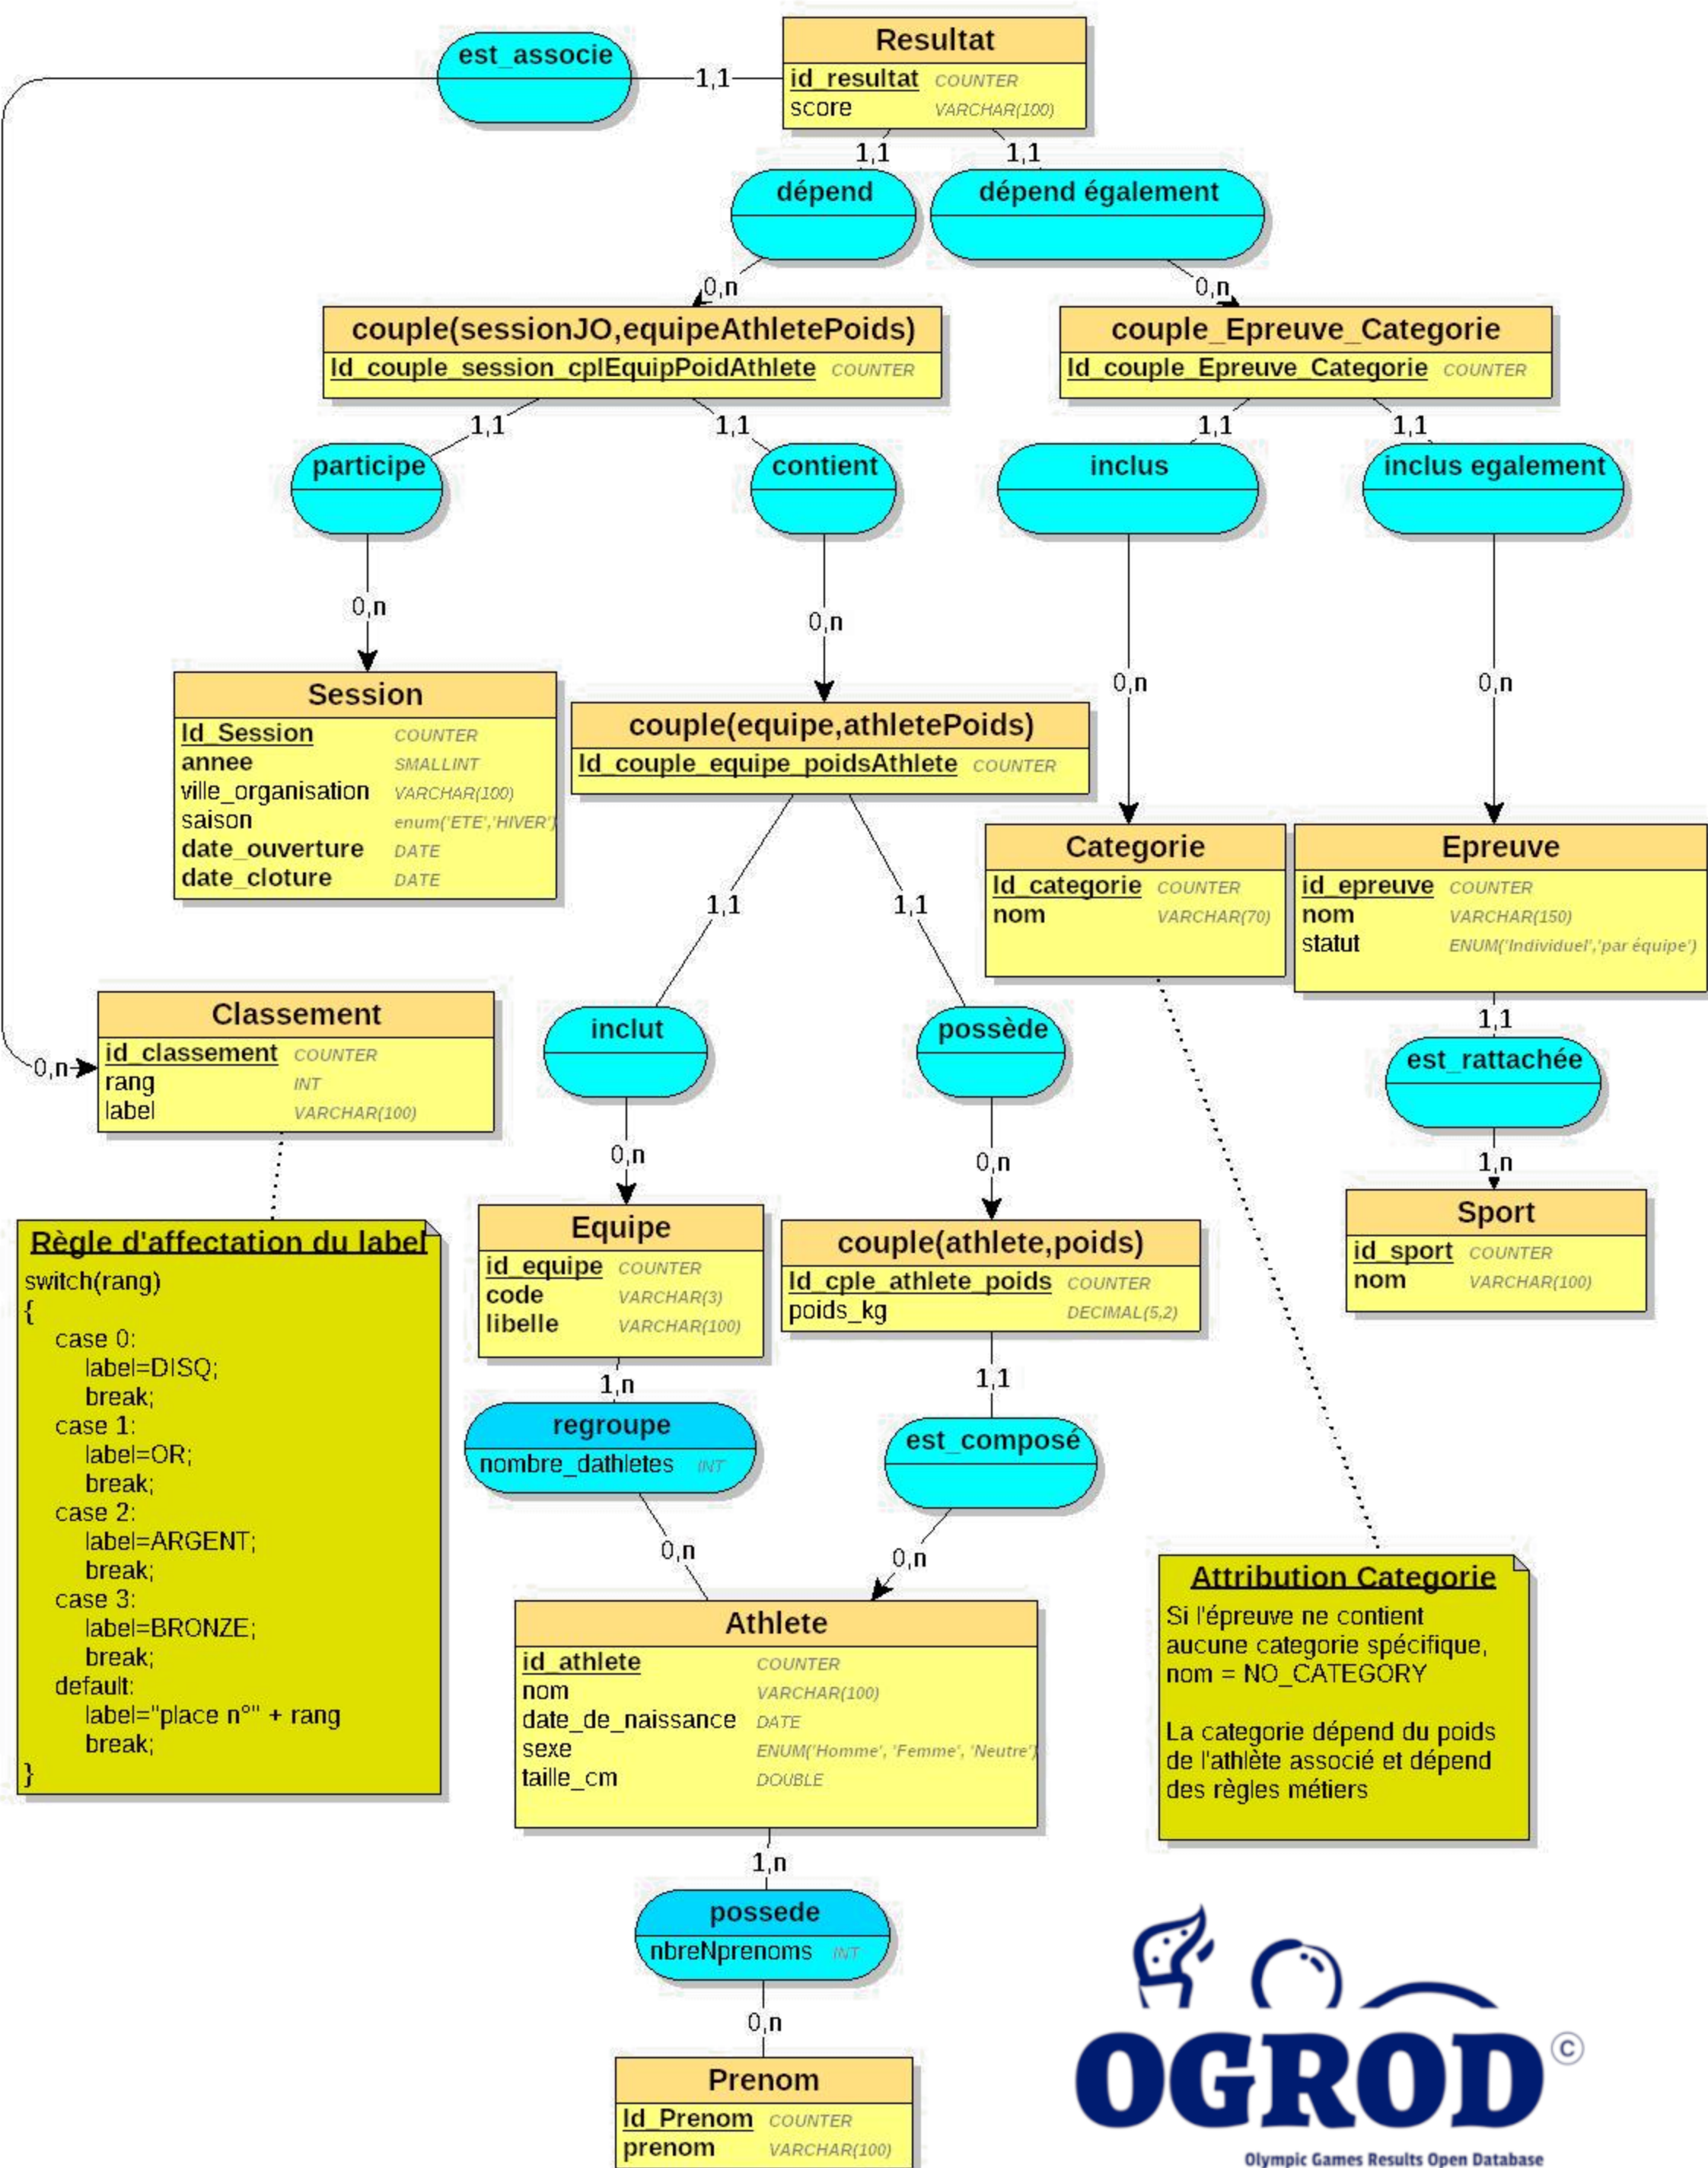 est_associe
1,1
Resultat
id_resultat COUNTER
score VARCHAR(100)
1,1
1,1
dépend
dépend également
0,n
0,n
couple(sessionJO,equipeAthletePoids)
Id_couple_session_cplEquipPoidAthlete COUNTER
couple_Epreuve_Categorie
Id_couple_Epreuve_Categorie COUNTER
1,1
1,1
1,1
1,1
participe
contient
inclus
inclus egalement
0,n
0,n
0,n
0,n
Session
Id_Session COUNTER
annee SMALLINT
ville_organisation VARCHAR(100)
saison enum('ETE','HIVER')
date_ouverture DATE
date_cloture DATE
couple(equipe,athletePoids)
Id_couple_equipe_poidsAthlete COUNTER
Categorie
Id_categorie COUNTER
nom VARCHAR(70)
Epreuve
id_epreuve COUNTER
nom VARCHAR(150)
statut ENUM('Individuel','par équipe')
1,1
1,1
1,1
0,n
Classement
id_classement COUNTER
rang INT
label VARCHAR(100)
inclut
possède
est_rattachée
0,n
0,n
1,n
Règle d'affectation du label
switch(rang)
{
case 0:
label=DISQ;
break;
case 1:
label=OR;
break;
case 2:
label=ARGENT;
break;
case 3:
label=BRONZE;
break;
default:
label="place n°" + rang
break;
}
Equipe
id_equipe COUNTER
code VARCHAR(3)
libelle VARCHAR(100)
couple(athlete,poids)
Id_cple_athlete_poids COUNTER
poids_kg DECIMAL(5,2)
Sport
id_sport COUNTER
nom VARCHAR(100)
1,n
1,1
regroupe
nombre_dathletes INT
est_composé
0,n
0,n
Athlete
id_athlete COUNTER
nom VARCHAR(100)
date_de_naissance DATE
sexe ENUM('Homme', 'Femme', 'Neutre')
taille_cm DOUBLE
Attribution Categorie
Si l'épreuve ne contient
aucune categorie spécifique,
nom = NO_CATEGORY
La categorie dépend du poids
de l'athlète associé et dépend
des règles métiers
1,n
possede
nbreNprenoms INT
0,n
Prenom
Id_Prenom COUNTER
prenom VARCHAR(100)
OGROD ©
Olympic Games Results Open Database